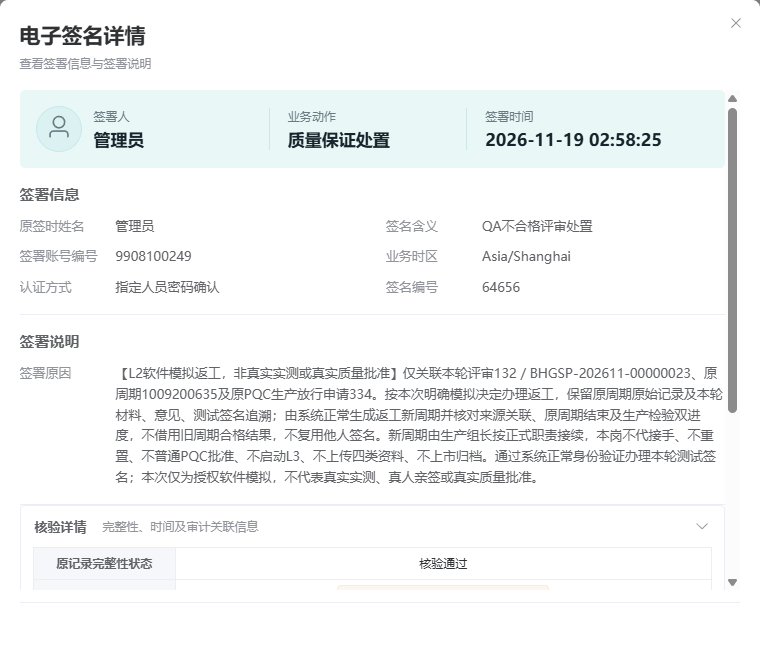 电子签名详情
查看签署信息与签署说明
签署人
管理员
业务动作
质量保证处置
签署时间
2026-11-19 02:58:25
签署信息
原签时姓名 管理员 签名含义 QA不合格评审处置
签署账号编号 9908100249 业务时区 Asia/Shanghai
认证方式 指定人员密码确认 签名编号 64656
签署说明
签署原因 【L2软件模拟返工，非真实实测或真实质量批准】仅关联本轮评审132 / BHGSP-202611-00000023、原
周期1009200635及原PQC生产放行申请334。按本次明确模拟决定办理返工，保留原周期原始记录及本轮
材料、意见、测试签名追溯；由系统正常生成返工新周期并核对来源关联、原周期结束及生产检验双进
度，不借用旧周期合格结果，不复用他人签名。新周期由生产组长按正式职责接续，本岗不代接手、不重
置、不普通PQC批准、不启动L3、不上传四类资料、不上市归档。通过系统正常身份验证办理本轮测试签
名；本次仅为授权软件模拟，不代表真实实测、真人亲签或真实质量批准。
核验详情 完整性、时间及审计关联信息
原记录完整性状态 核验通过